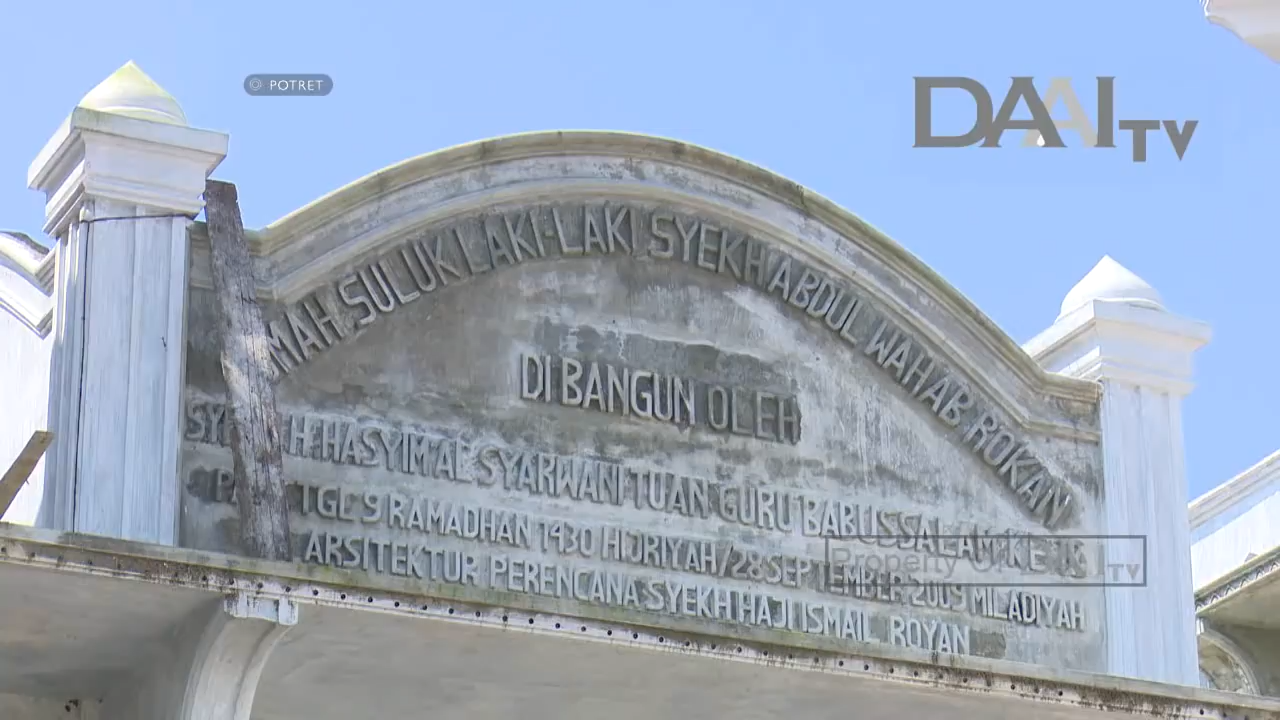 POTRET
DAAI TV
MAH SULUK LAKI-LAKI SYEKH ABDUL WAHAB ROKAN
DI BANGUN OLEH
H. HASYIM AL SYARWANI TUAN GURU BABUSSALAM KE
TGL 9 RAMADHAN 1430 HIJRIYAH/28 SEPTEMBER 2009 MILADIYAH
ARSITEKTUR PERENCANA SYEKH HAJI ISMAIL ROYAN
Property Of TV